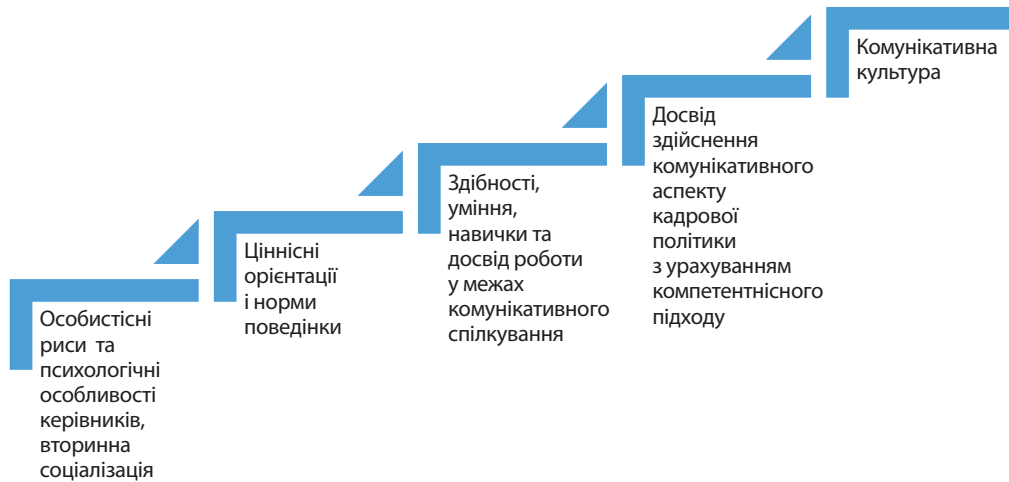 Особистісні
риси та
психологічні
особливості
керівників,
вторинна
соціалізація
Ціннісні
орієнтації
і норми
поведінки
Здібності,
уміння,
навички та
досвід роботи
у межах
комунікативного
спілкування
Досвід
здійснення
комунікативного
аспекту
кадрової
політики
з урахуванням
компетентнісного
підходу
Комунікативна
культура